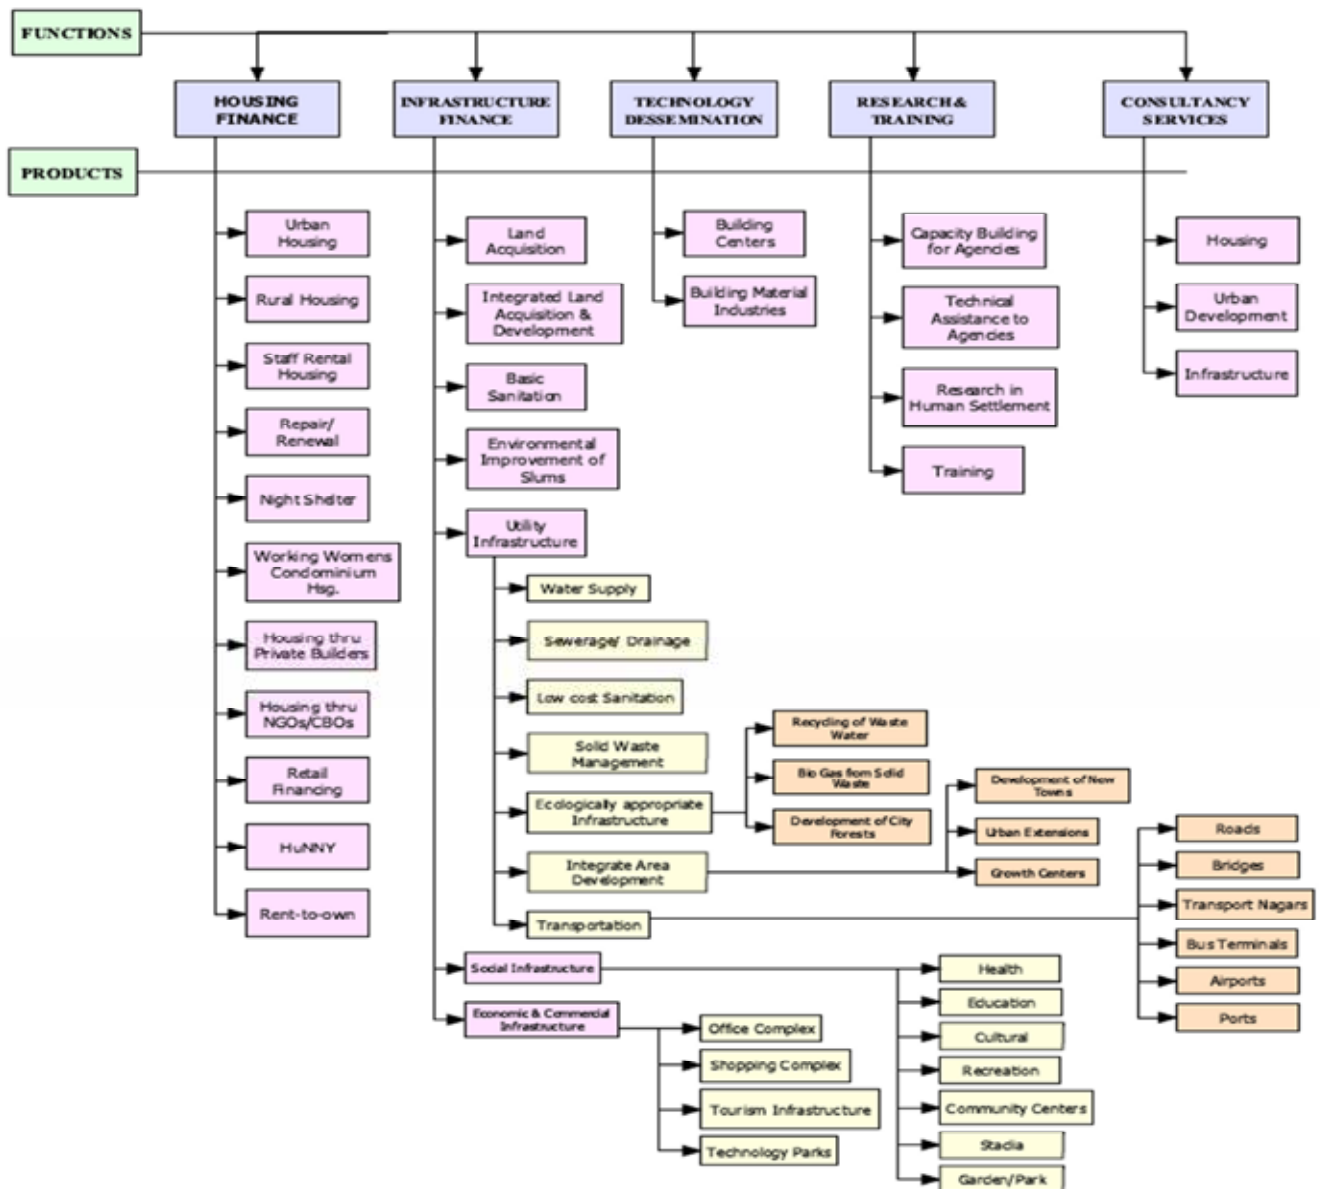 FUNCTIONS
HOUSING
FINANCE
INFRASTRUCTURE
FINANCE
TECHNOLOGY
DESSEMINATION
RESEARCH &
TRAINING
CONSULTANCY
SERVICES
PRODUCTS
Urban
Housing
Rural Housing
Staff Rental
Housing
Repair/
Renewal
Night Shelter
Working Womens
Condominium
Hsg.
Housing thru
Private Builders
Housing thru
NGOs/CBOs
Retail
Financing
HuNNY
Rent-to-own
Land
Acquisition
Integrated Land
Acquisition &
Development
Basic
Sanitation
Environmental
Improvement of
Slums
Utility
Infrastructure
Water Supply
Sewerage/ Drainage
Low cost Sanitation
Solid Waste
Management
Ecologically appropriate
Infrastructure
Recycling of Waste
Water
Bio Gas from Solid
Waste
Development of City
Forests
Integrate Area
Development
Development of New
Towns
Urban Extensions
Growth Centers
Transportation
Roads
Bridges
Transport Nagars
Bus Terminals
Airports
Ports
Social Infrastructure
Health
Education
Cultural
Recreation
Community Centers
Stadia
Garden/Park
Economic & Commercial
Infrastructure
Office Complex
Shopping Complex
Tourism Infrastructure
Technology Parks
Building
Centers
Building Material
Industries
Capacity Building
for Agencies
Technical
Assistance to
Agencies
Research in
Human Settlement
Training
Housing
Urban
Development
Infrastructure